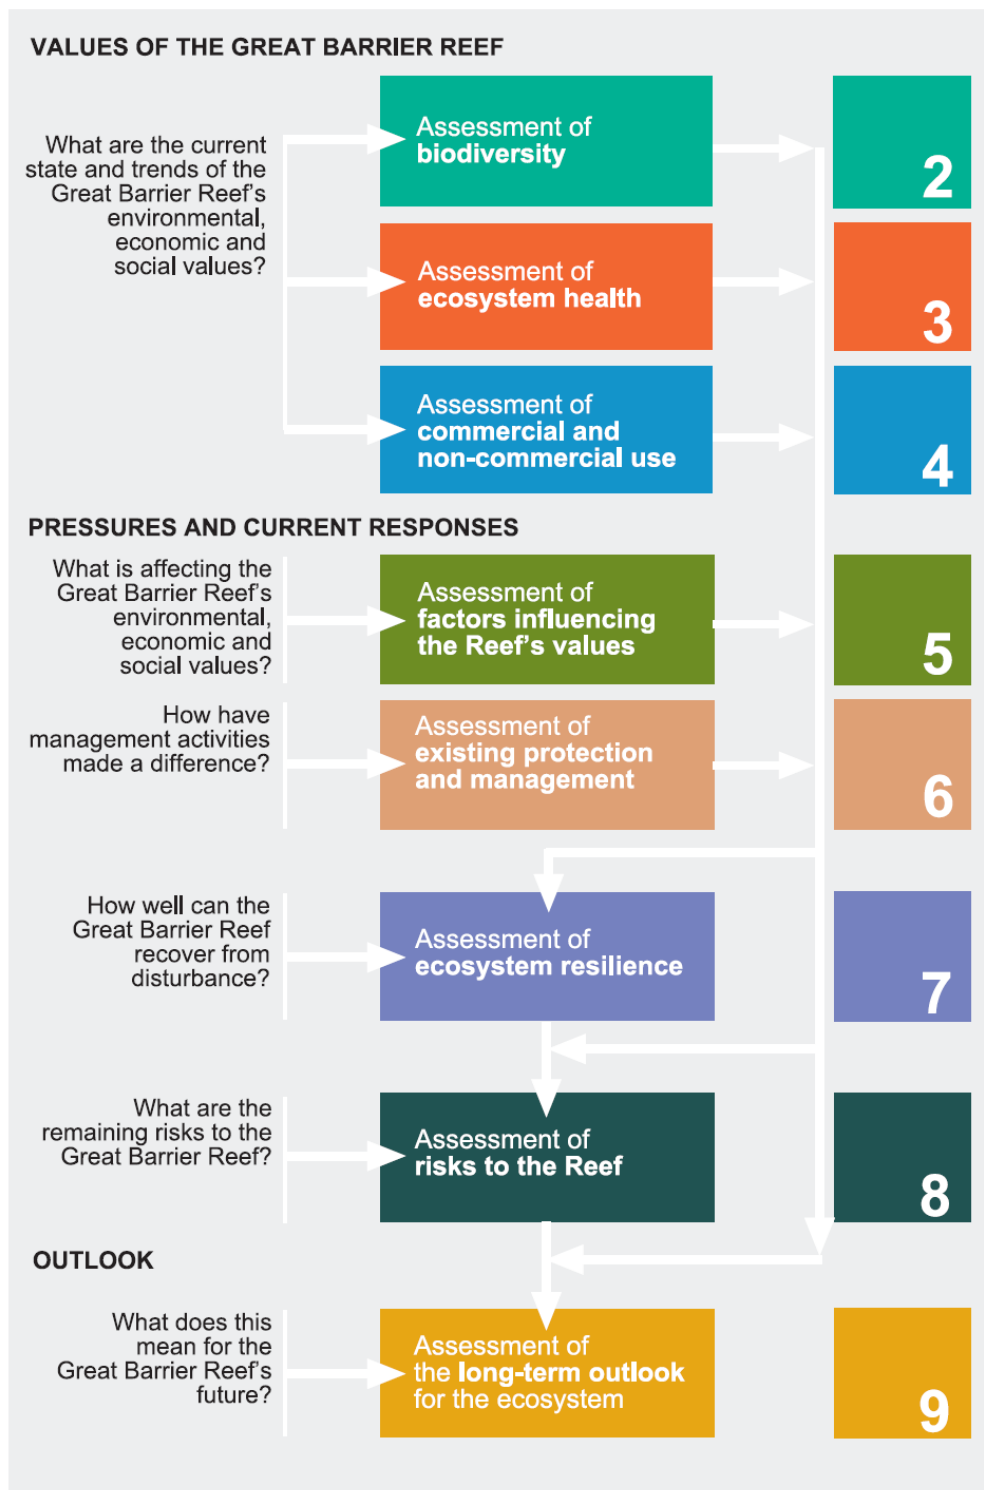 VALUES OF THE GREAT BARRIER REEF
What are the current
state and trends of the
Great Barrier Reef's
environmental,
economic and
social values?
Assessment of
biodiversity
2
Assessment of
ecosystem health
3
Assessment of
commercial and
non-commercial use
4
PRESSURES AND CURRENT RESPONSES
What is affecting the
Great Barrier Reef's
environmental,
economic and
social values?
Assessment of
factors influencing
the Reef's values
5
How have
management activities
made a difference?
Assessment of
existing protection
and management
6
How well can the
Great Barrier Reef
recover from
disturbance?
Assessment of
ecosystem resilience
7
What are the
remaining risks to the
Great Barrier Reef?
Assessment of
risks to the Reef
8
OUTLOOK
What does this
mean for the
Great Barrier Reef's
future?
Assessment of
the long-term outlook
for the ecosystem
9